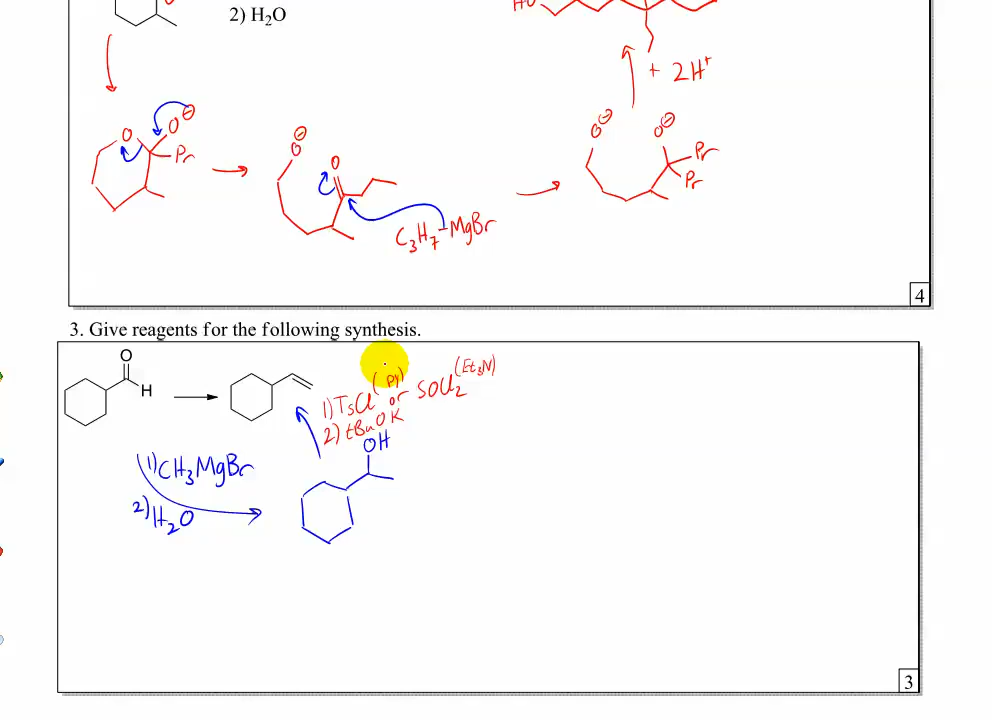 HO
2) H2O
+ 2H+
O
O⊖
Pr
O⊖
O
C3H7-MgBr
O⊖
O⊖
Pr
Pr
4
3. Give reagents for the following synthesis.
O
H
1) TsCl (Py) or SOCl2 (Et3N)
2) tBuOK
OH
1) CH3MgBr
2) H2O
3